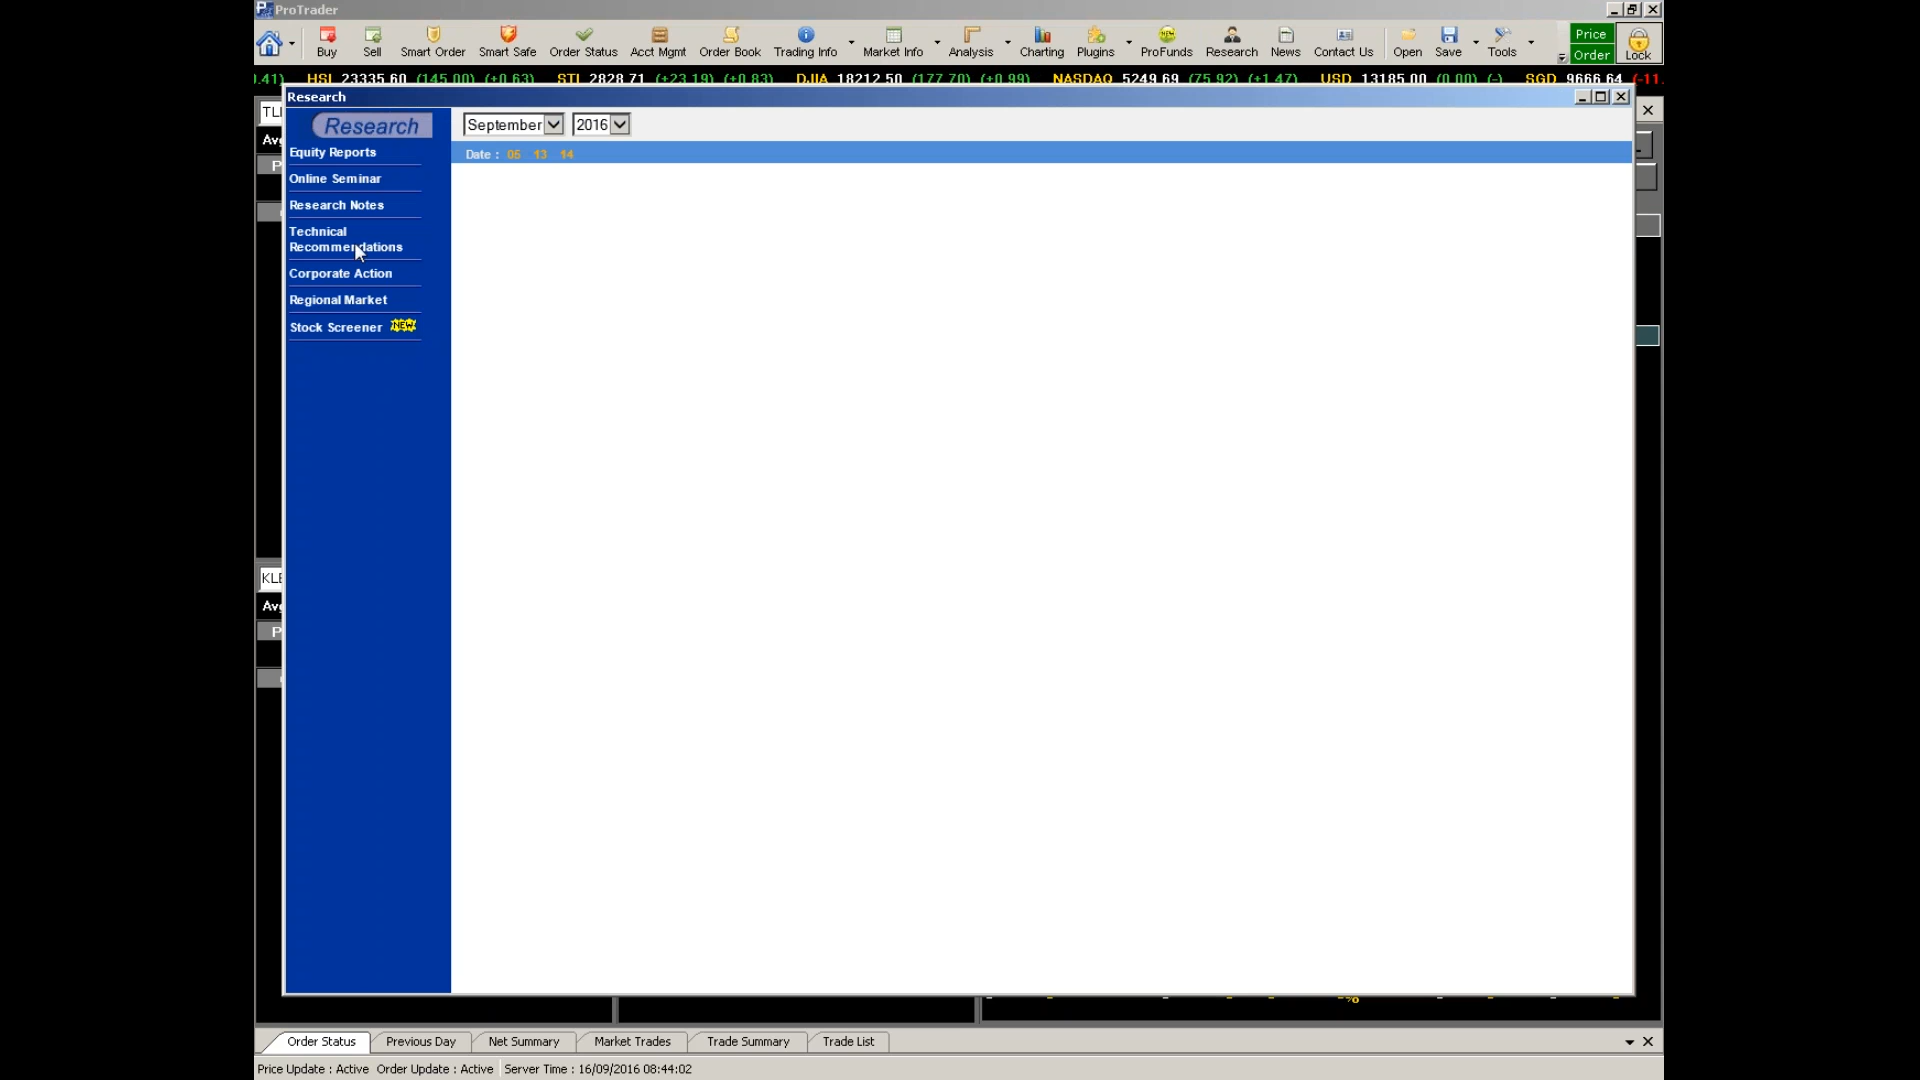 ProTrader
Buy Sell Smart Order Smart Safe Order Status Acct Mgmt Order Book Trading Info Market Info Analysis Charting Plugins ProFunds Research News Contact Us Open Save Tools Price Order Lock
0.41) HSI 23335.60 (145.00) (+0.63) STI 2828.71 (+23.19) (+0.83) DJIA 18212.50 (177.70) (+0.99) NASDAQ 5249.69 (75.92) (+1.47) USD 13185.00 (0.00) (-) SGD 9666.64 (-11.
Research
Research
September 2016
Date : 05 13 14
Equity Reports
Online Seminar
Research Notes
Technical
Recommendations
Corporate Action
Regional Market
Stock Screener NEW
Order Status Previous Day Net Summary Market Trades Trade Summary Trade List
Price Update : Active Order Update : Active Server Time : 16/09/2016 08:44:02